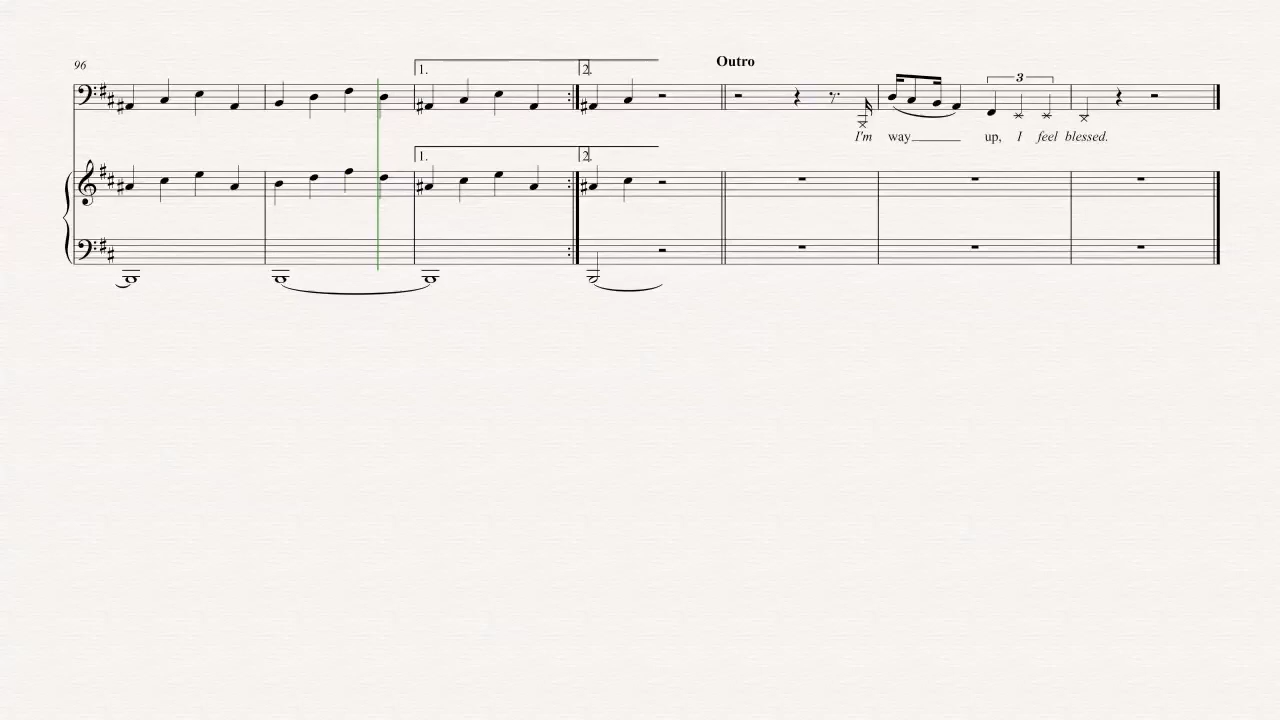 96
1. 2.
Outro
3
I'm way up, I feel blessed.
1. 2.